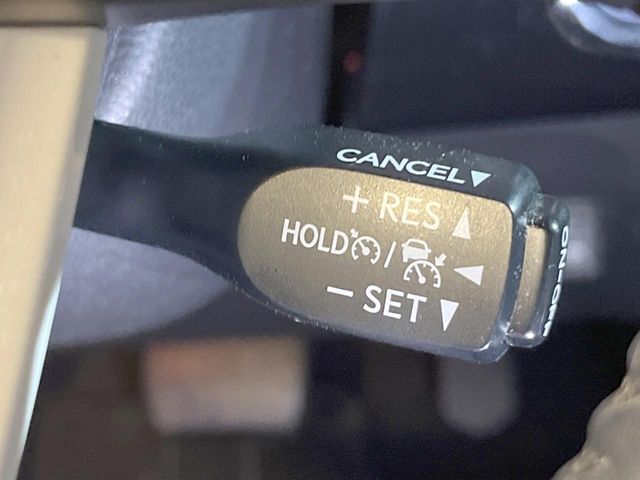 CANCEL▼
+ RES ▲
HOLD / ◀
− SET ▼
ON-OFF